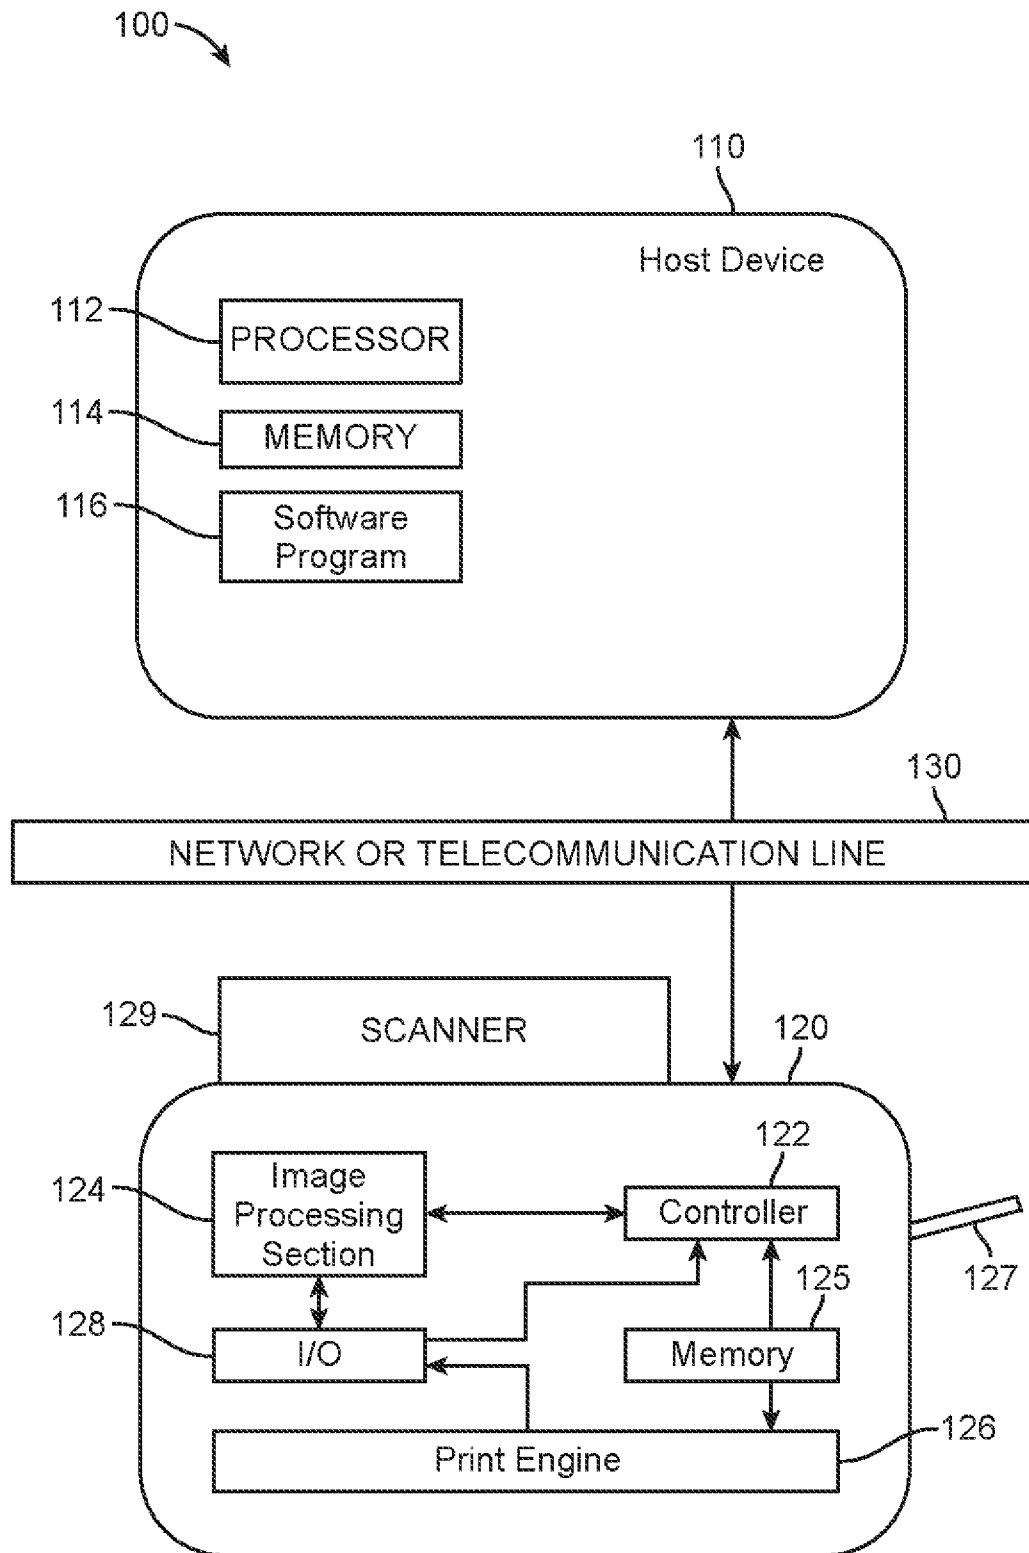 100
110
Host Device
112
PROCESSOR
114
MEMORY
116
Software
Program
130
NETWORK OR TELECOMMUNICATION LINE
129
SCANNER
120
124
Image
Processing
Section
122
Controller
127
125
128
I/O
Memory
126
Print Engine